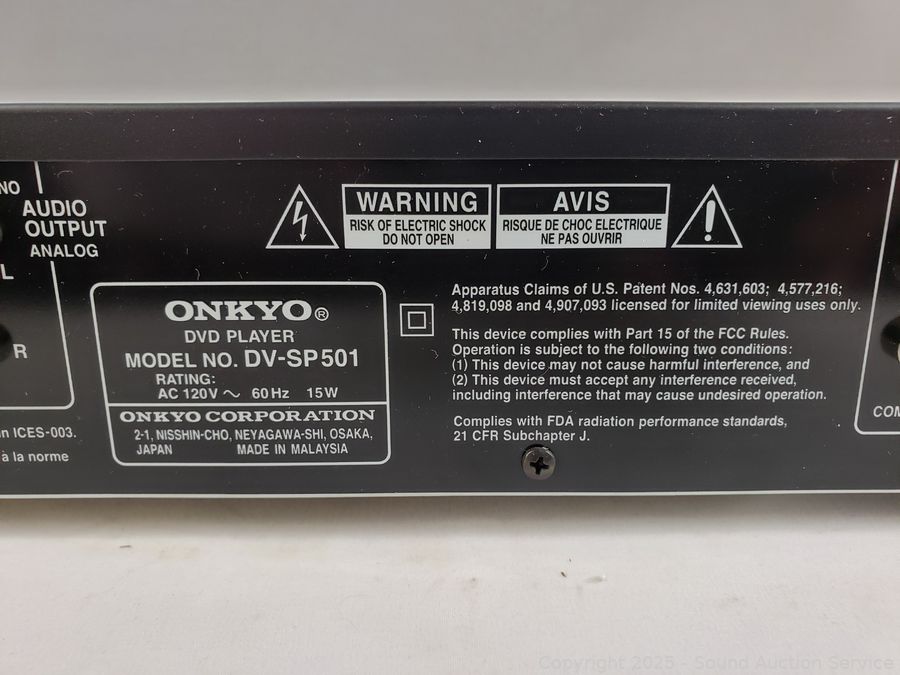 NO
AUDIO
OUTPUT
ANALOG
L
R
in ICES-003.
à la norme
WARNING
RISK OF ELECTRIC SHOCK
DO NOT OPEN
AVIS
RISQUE DE CHOC ELECTRIQUE
NE PAS OUVRIR
ONKYO®
DVD PLAYER
MODEL NO. DV-SP501
RATING:
AC 120V ~ 60 Hz 15W
ONKYO CORPORATION
2-1, NISSHIN-CHO, NEYAGAWA-SHI, OSAKA,
JAPAN MADE IN MALAYSIA
Apparatus Claims of U.S. Patent Nos. 4,631,603; 4,577,216;
4,819,098 and 4,907,093 licensed for limited viewing uses only.
This device complies with Part 15 of the FCC Rules.
Operation is subject to the following two conditions:
(1) This device may not cause harmful interference, and
(2) This device must accept any interference received,
including interference that may cause undesired operation.
Complies with FDA radiation performance standards,
21 CFR Subchapter J.
COM
Copyright 2025 - Sound Auction Service